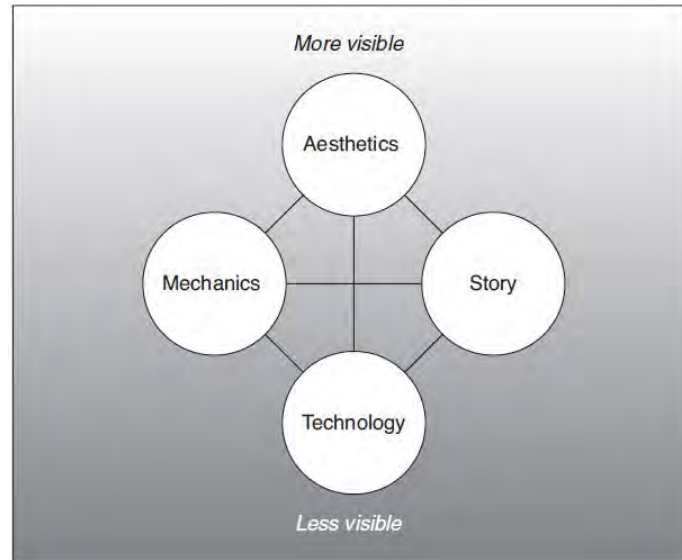 More visible
Aesthetics
Mechanics
Story
Technology
Less visible